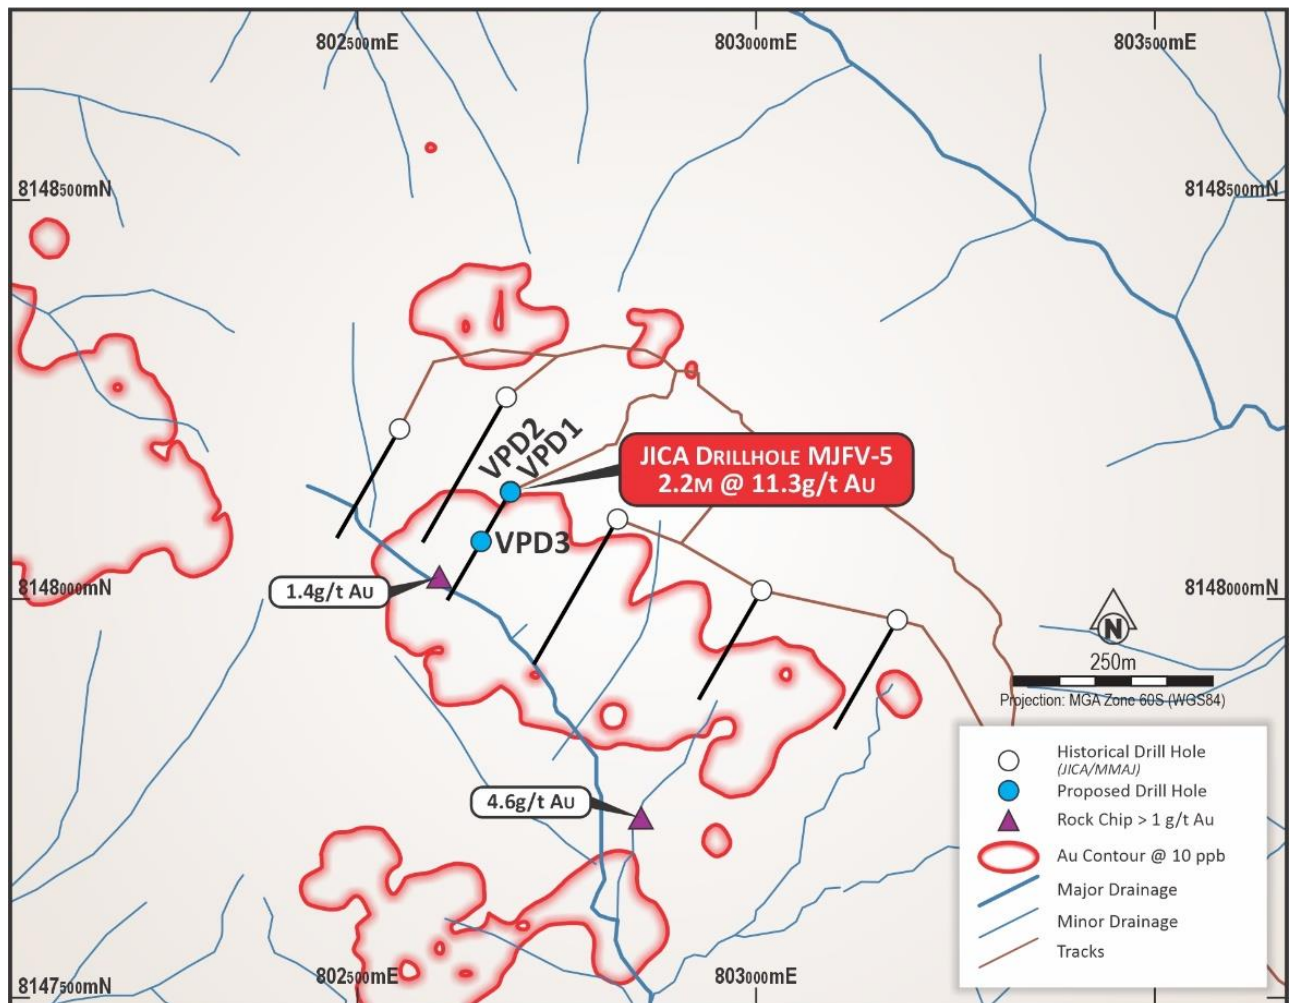 802500mE
803000mE
803500mE
8148500mN
8148500mN
VPD2
VPD1
JICA DRILLHOLE MJFV-5
2.2M @ 11.3g/t AU
VPD3
1.4g/t AU
8148000mN
8148000mN
N
250m
Projection: MGA Zone 60S (WGS84)
Historical Drill Hole
(JICA/MMAJ)
Proposed Drill Hole
Rock Chip > 1 g/t Au
Au Contour @ 10 ppb
Major Drainage
Minor Drainage
Tracks
4.6g/t AU
802500mE
803000mE
8147500mN